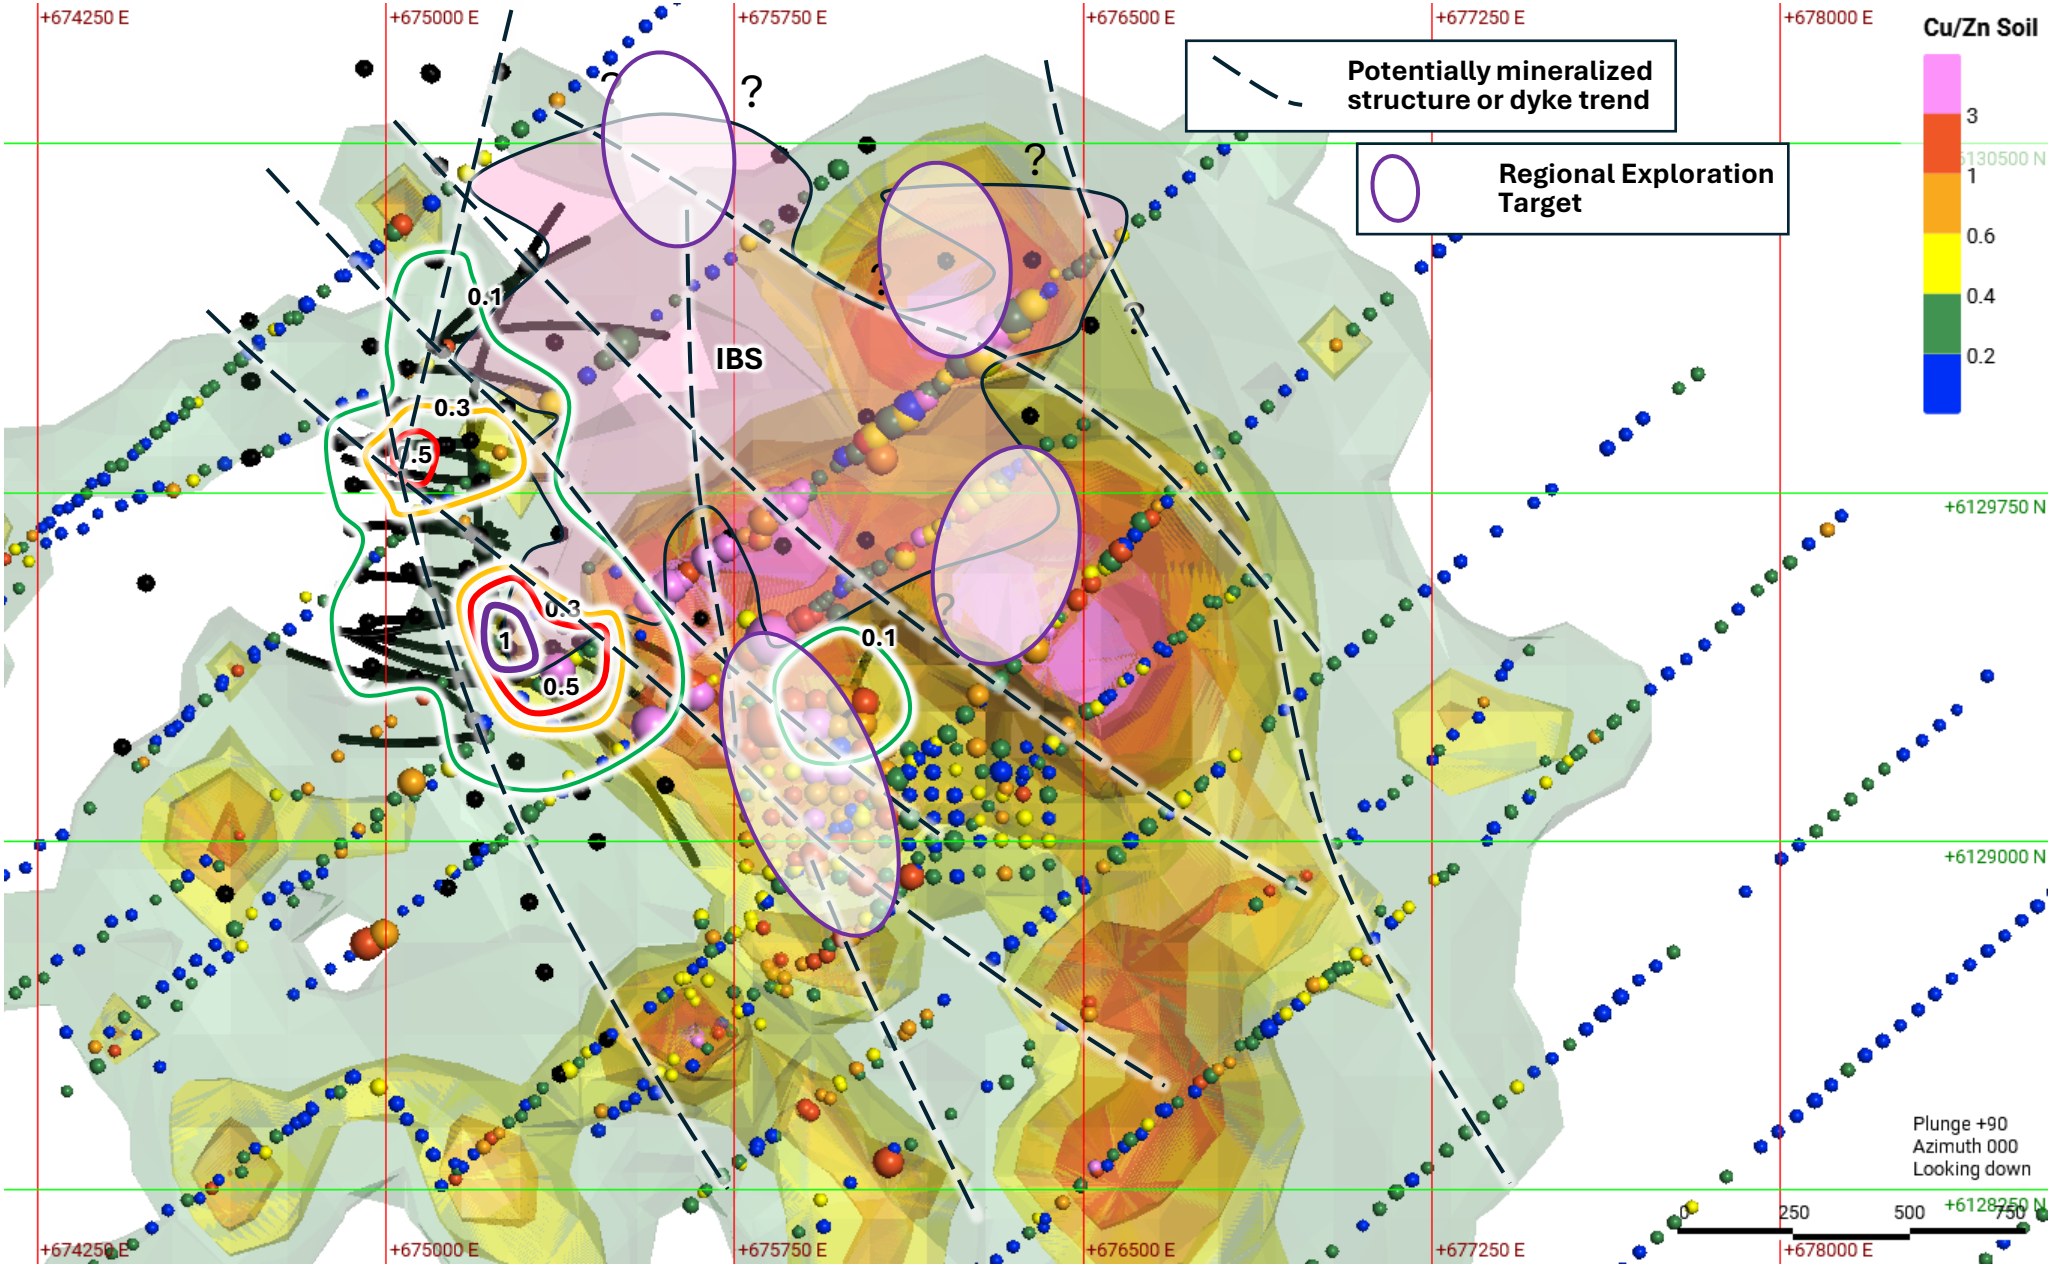 +674250 E
+675000 E
+675750 E
+676500 E
+677250 E
+678000 E
Cu/Zn Soil
3
1
0.6
0.4
0.2
Potentially mineralized
structure or dyke trend
Regional Exploration
Target
6130500 N
?
?
?
?
?
?
0.1
IBS
0.3
.5
+6129750 N
0.3
1
0.5
0.1
+6129000 N
Plunge +90
Azimuth 000
Looking down
+6128250 N
0
250
500
750
+674250 E
+675000 E
+675750 E
+676500 E
+677250 E
+678000 E